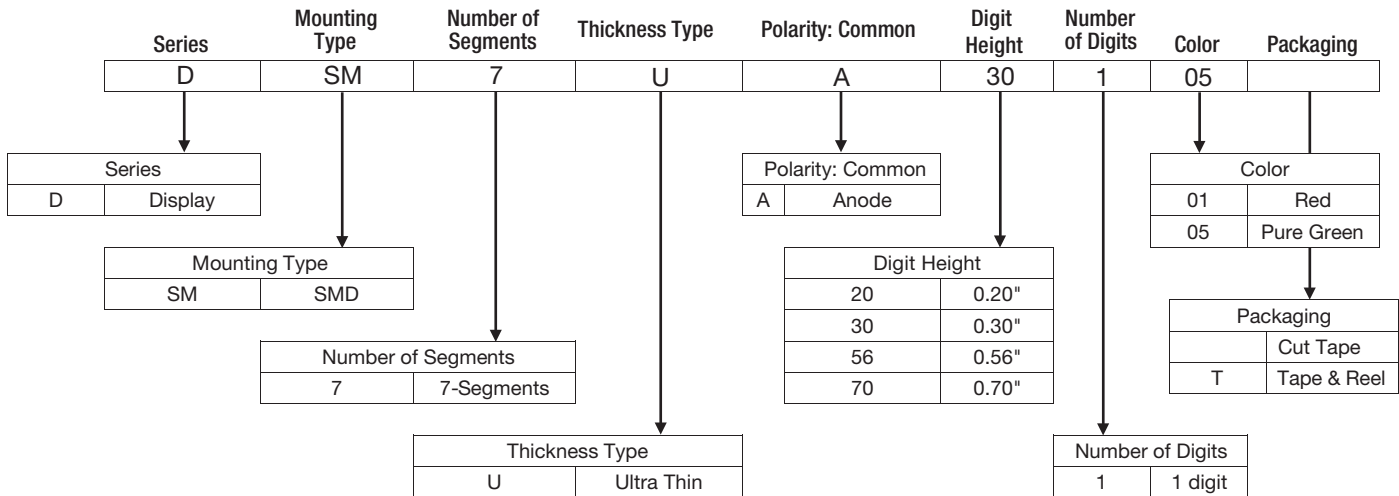 Series Mounting Type Number of Segments Thickness Type Polarity: Common Digit Height Number of Digits Color Packaging
D SM 7 U A 30 1 05
Series
D Display
Polarity: Common
A Anode
Color
01 Red
05 Pure Green
Mounting Type
SM SMD
Digit Height
20 0.20"
30 0.30"
56 0.56"
70 0.70"
Packaging
Cut Tape
T Tape & Reel
Number of Segments
7 7-Segments
Thickness Type
U Ultra Thin
Number of Digits
1 1 digit